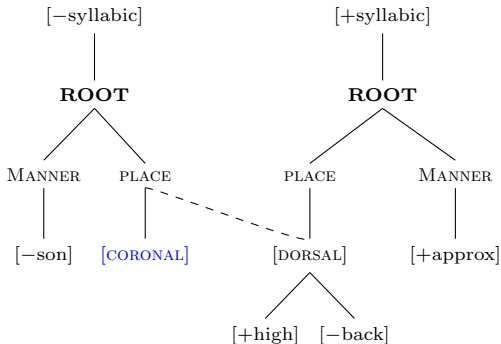 [−syllabic] [+syllabic]
ROOT ROOT
MANNER PLACE PLACE MANNER
[−son] [CORONAL] [DORSAL] [+approx]
[+high] [−back]